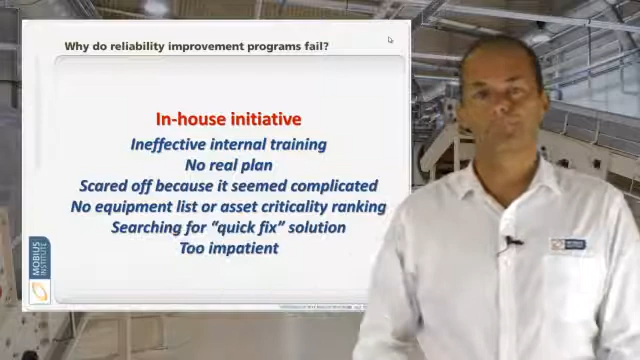 Why do reliability improvement programs fail?
In-house initiative
Ineffective internal training
No real plan
Scared off because it seemed complicated
No equipment list or asset criticality ranking
Searching for “quick fix” solution
Too impatient
MOBIUS
INSTITUTE
MOBIUS